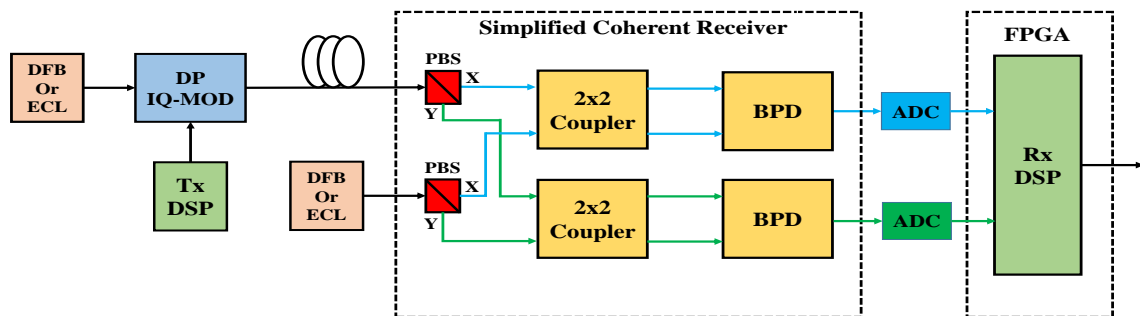 Simplified Coherent Receiver
FPGA
DFB
Or
ECL
DP
IQ-MOD
Tx
DSP
PBS
X
Y
DFB
Or
ECL
PBS
X
Y
2x2
Coupler
BPD
ADC
2x2
Coupler
BPD
ADC
Rx
DSP